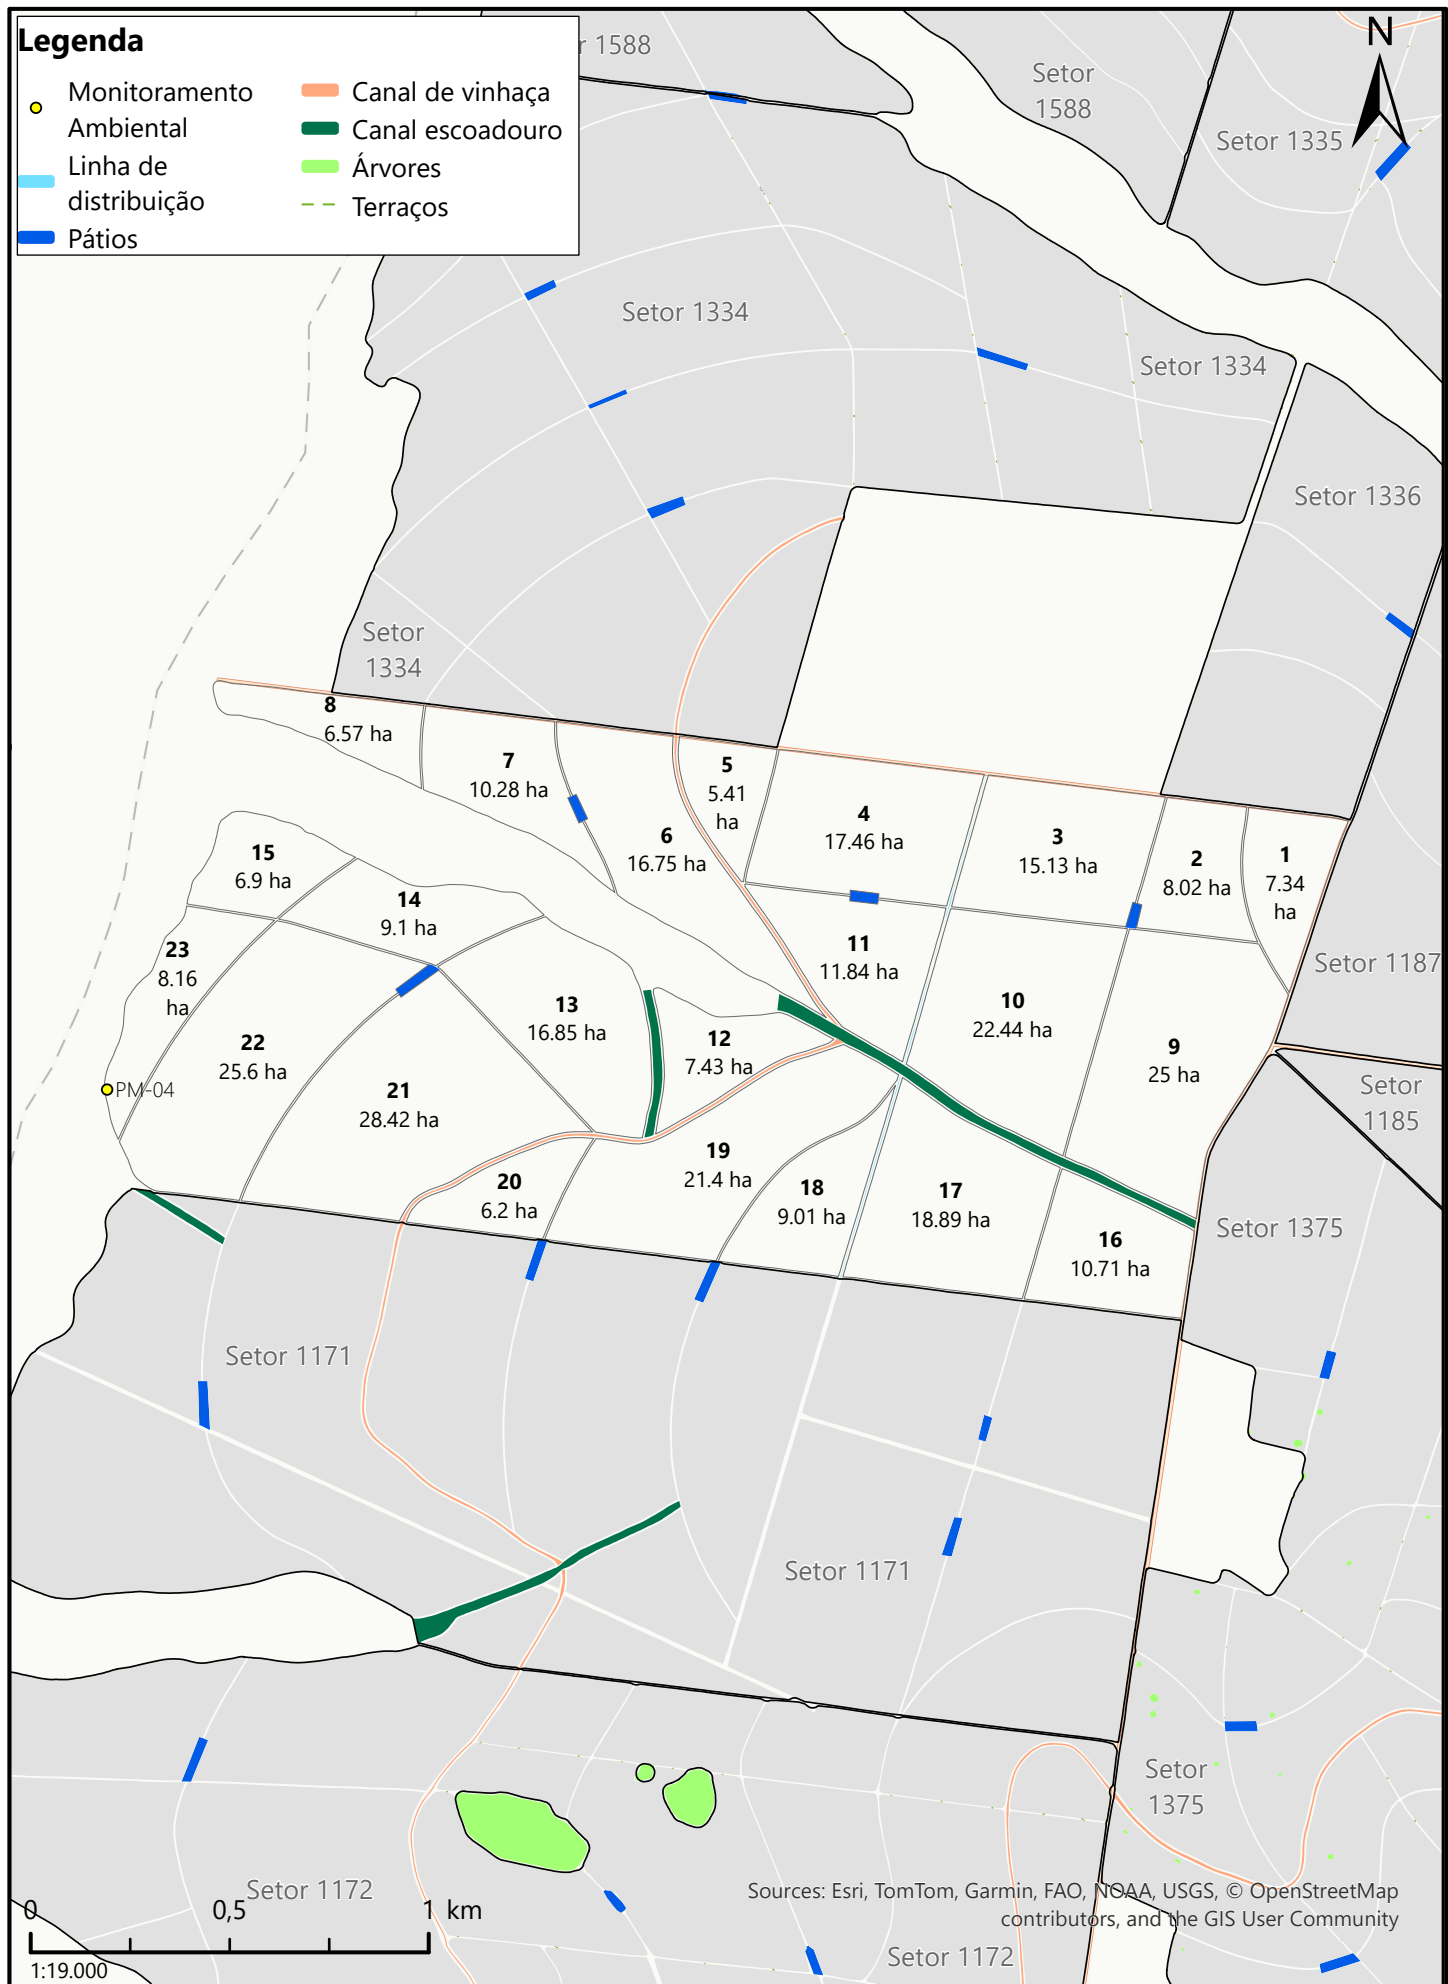 Legenda
Monitoramento
Ambiental
Linha de
distribuição
Pátios
Canal de vinhaça
Canal escoadouro
Árvores
Terraços
r 1588
Setor
1588
N
Setor 1335
Setor 1334
Setor 1334
Setor 1336
Setor
1334
8
6.57 ha
7
10.28 ha
5
5.41
ha
6
16.75 ha
4
17.46 ha
3
15.13 ha
2
8.02 ha
1
7.34
ha
15
6.9 ha
14
9.1 ha
23
8.16
ha
11
11.84 ha
Setor 1187
13
16.85 ha
10
22.44 ha
22
25.6 ha
12
7.43 ha
9
25 ha
PM-04
21
28.42 ha
Setor
1185
19
21.4 ha
20
6.2 ha
18
9.01 ha
17
18.89 ha
16
10.71 ha
Setor 1375
Setor 1171
Setor 1171
Setor
1375
Setor 1172
Sources: Esri, TomTom, Garmin, FAO, NOAA, USGS, © OpenStreetMap
contributors, and the GIS User Community
0 0,5 1 km
Setor 1172
1:19.000